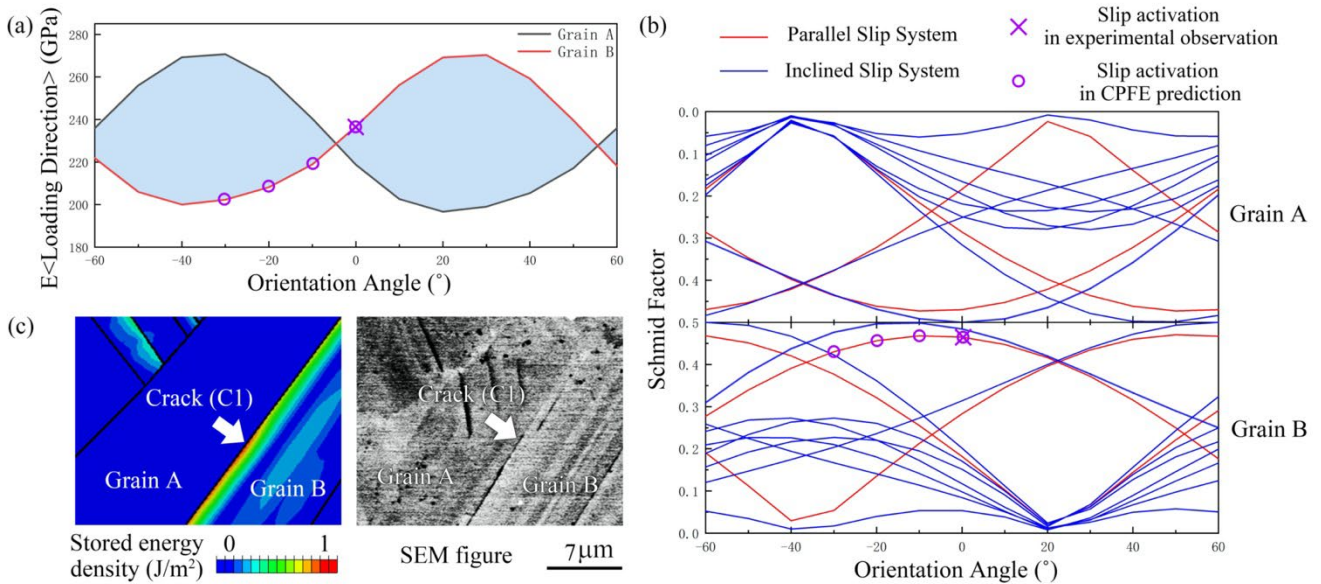 (a)
E<Loading Direction> (GPa)
290
280
265
250
235
220
200
180
Grain A
Grain B
-60
-40
-20
0
20
40
60
Orientation Angle (°)
(b)
Parallel Slip System
Inclined Slip System
Slip activation
in experimental observation
Slip activation
in CPFE prediction
Schmid Factor
0.0
0.1
0.2
0.3
0.4
0.5
0.4
0.3
0.2
0.1
0.0
Grain A
Grain B
-60
-40
-20
0
20
40
60
Orientation Angle (°)
(c)
Crack (C1)
Grain A
Grain B
Stored energy
density (J/m²)
0
1
Crack (C1)
Grain A
Grain B
SEM figure
7μm